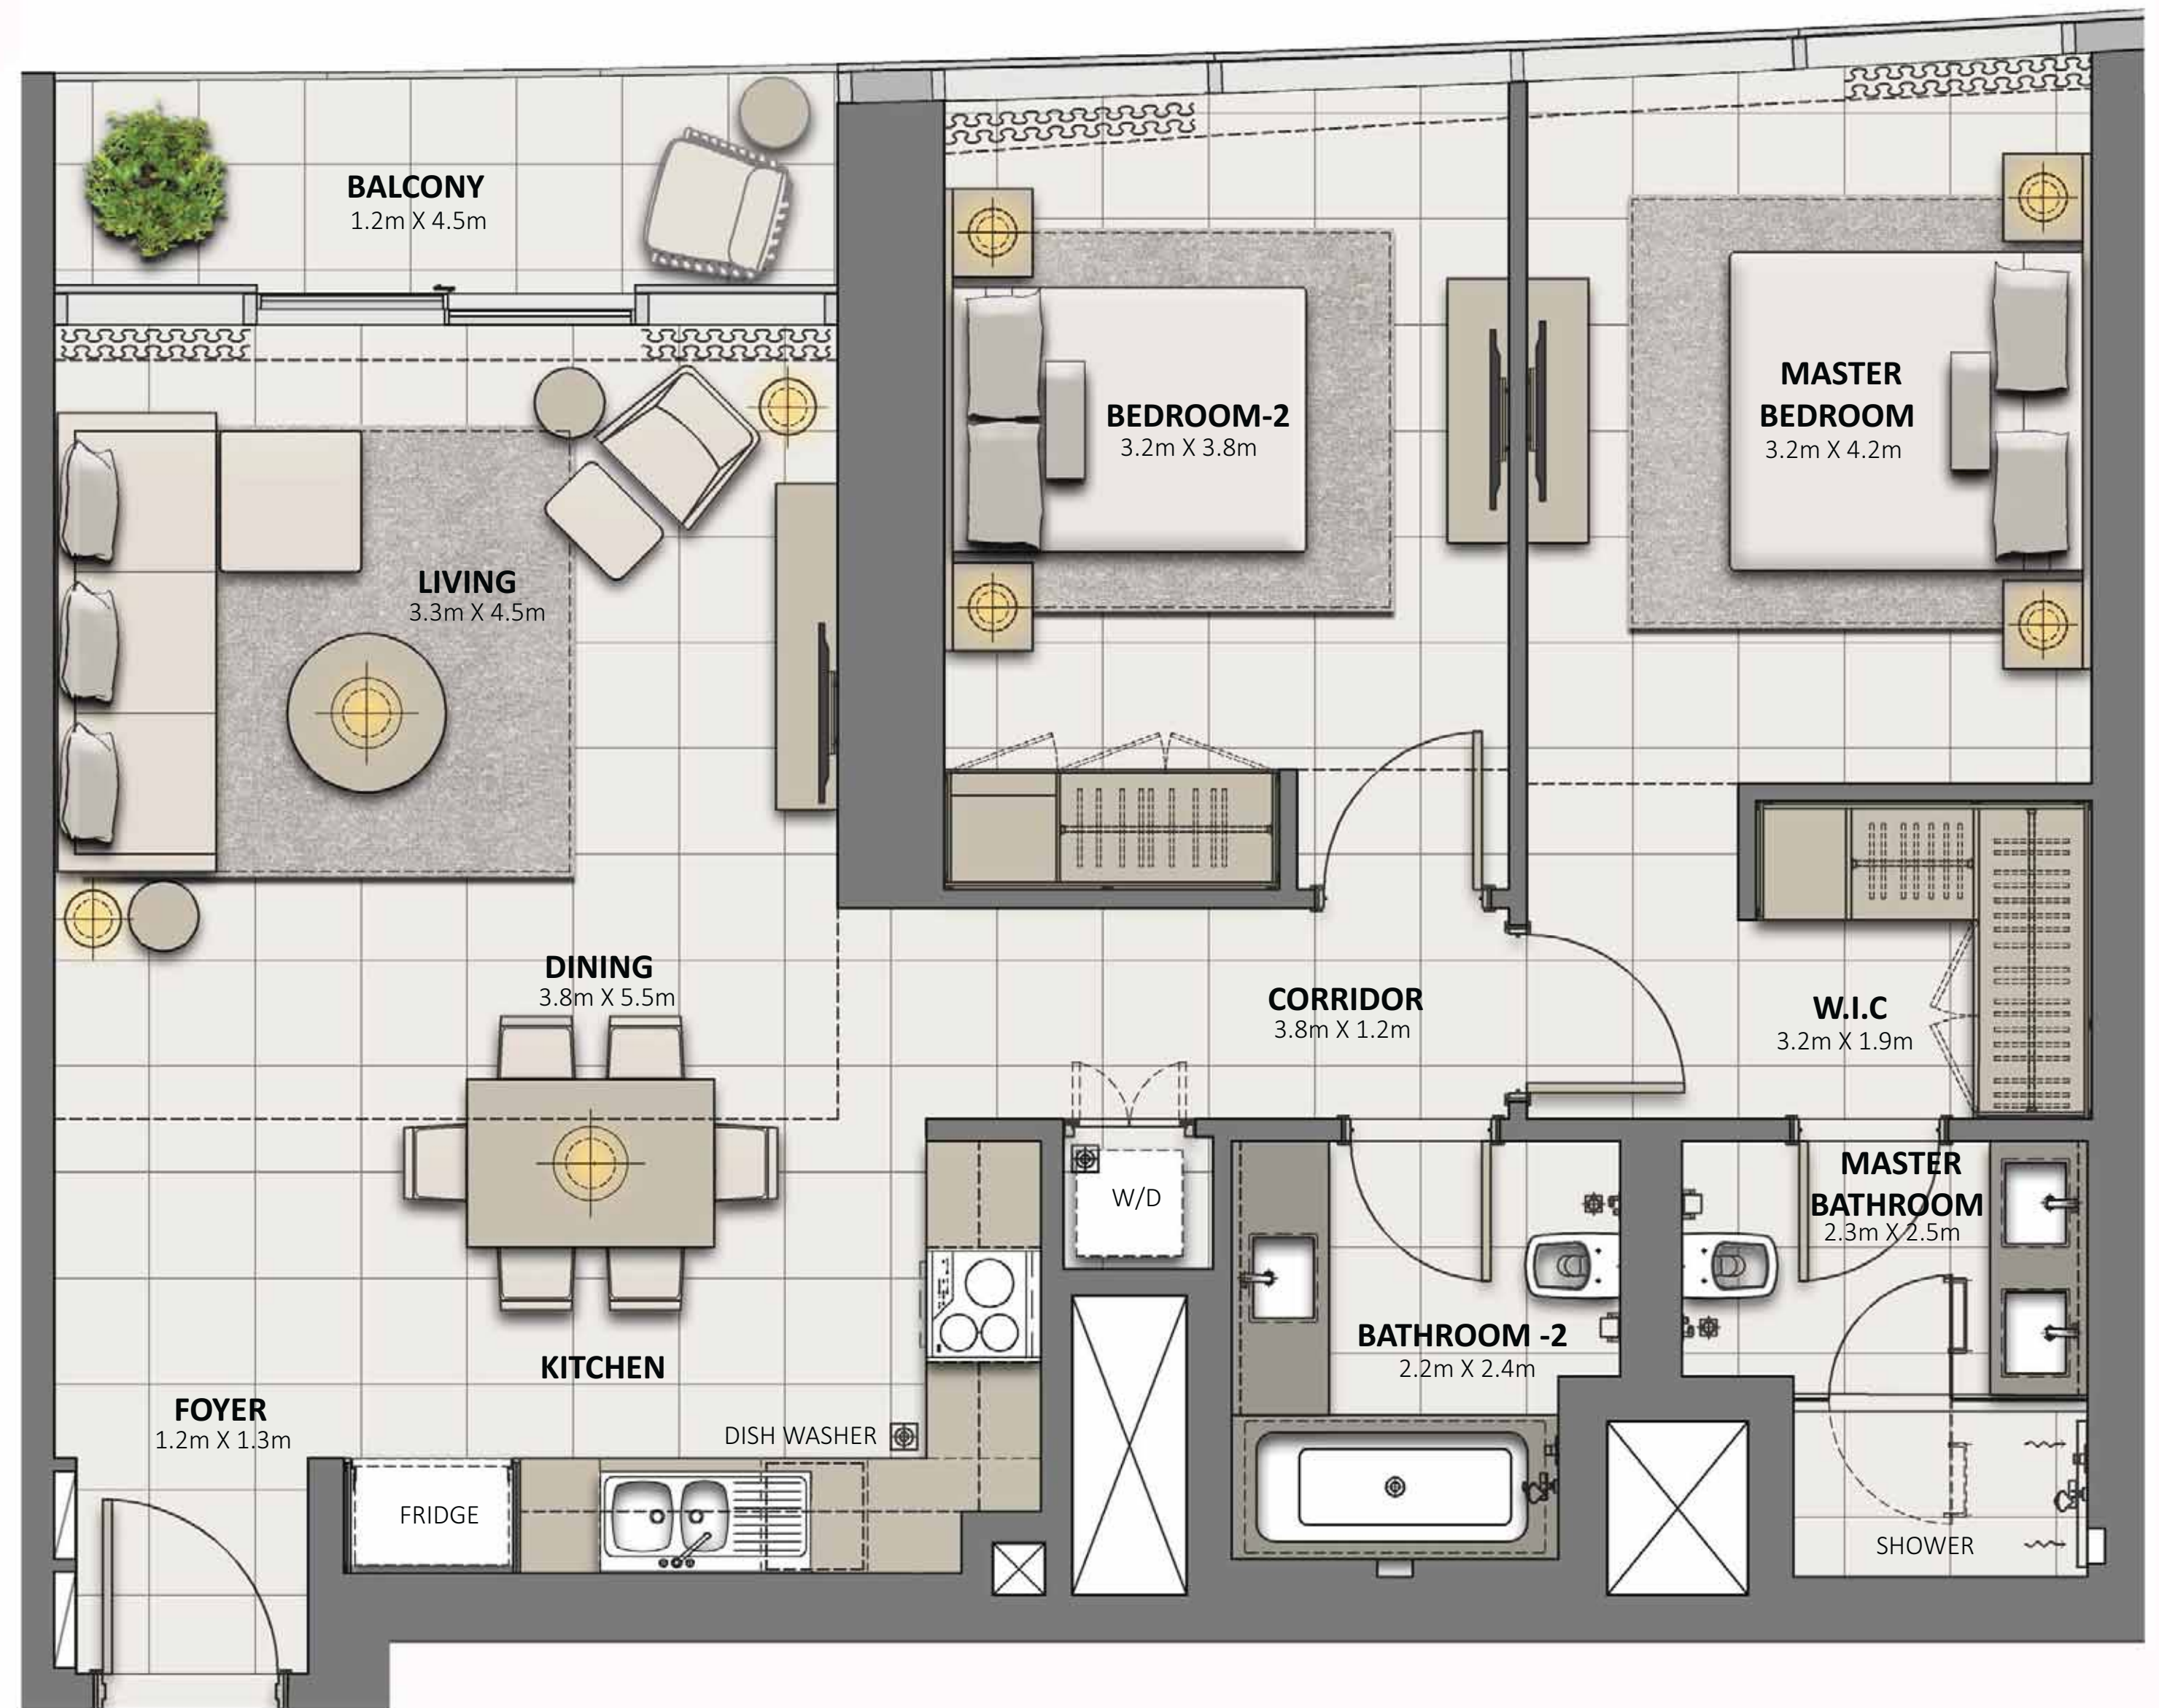 BALCONY
1.2m X 4.5m
BEDROOM-2
3.2m X 3.8m
MASTER
BEDROOM
3.2m X 4.2m
LIVING
3.3m X 4.5m
DINING
3.8m X 5.5m
CORRIDOR
3.8m X 1.2m
W.I.C
3.2m X 1.9m
W/D
MASTER
BATHROOM
2.3m X 2.5m
BATHROOM -2
2.2m X 2.4m
KITCHEN
FOYER
1.2m X 1.3m
DISH WASHER
FRIDGE
SHOWER